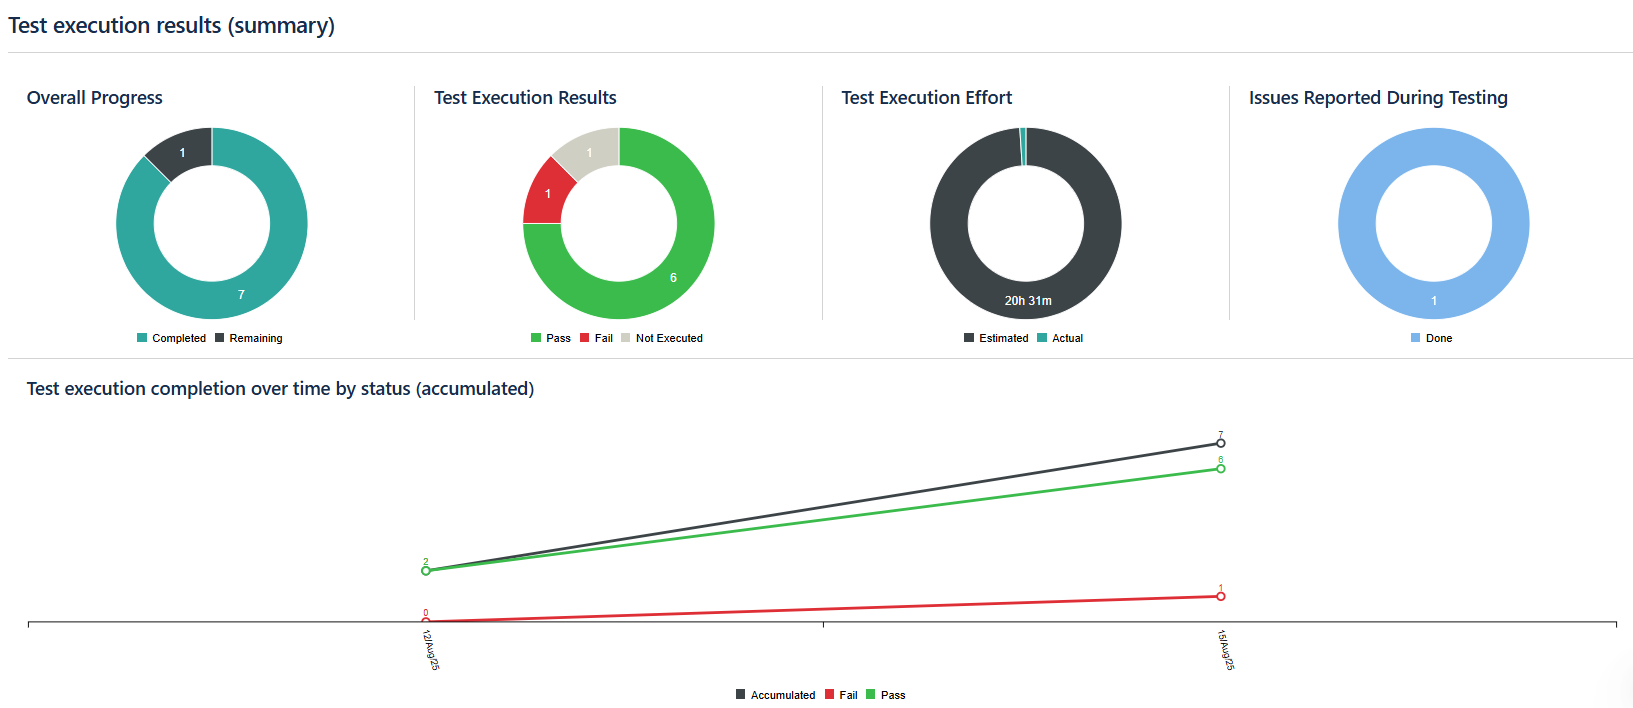 Test execution results (summary)
Overall Progress
1
7
Completed Remaining
Test Execution Results
1
1
6
Pass Fail Not Executed
Test Execution Effort
20h 31m
Estimated Actual
Issues Reported During Testing
1
Done
Test execution completion over time by status (accumulated)
7
6
2
1
0
12/Aug/25
15/Aug/25
Accumulated Fail Pass